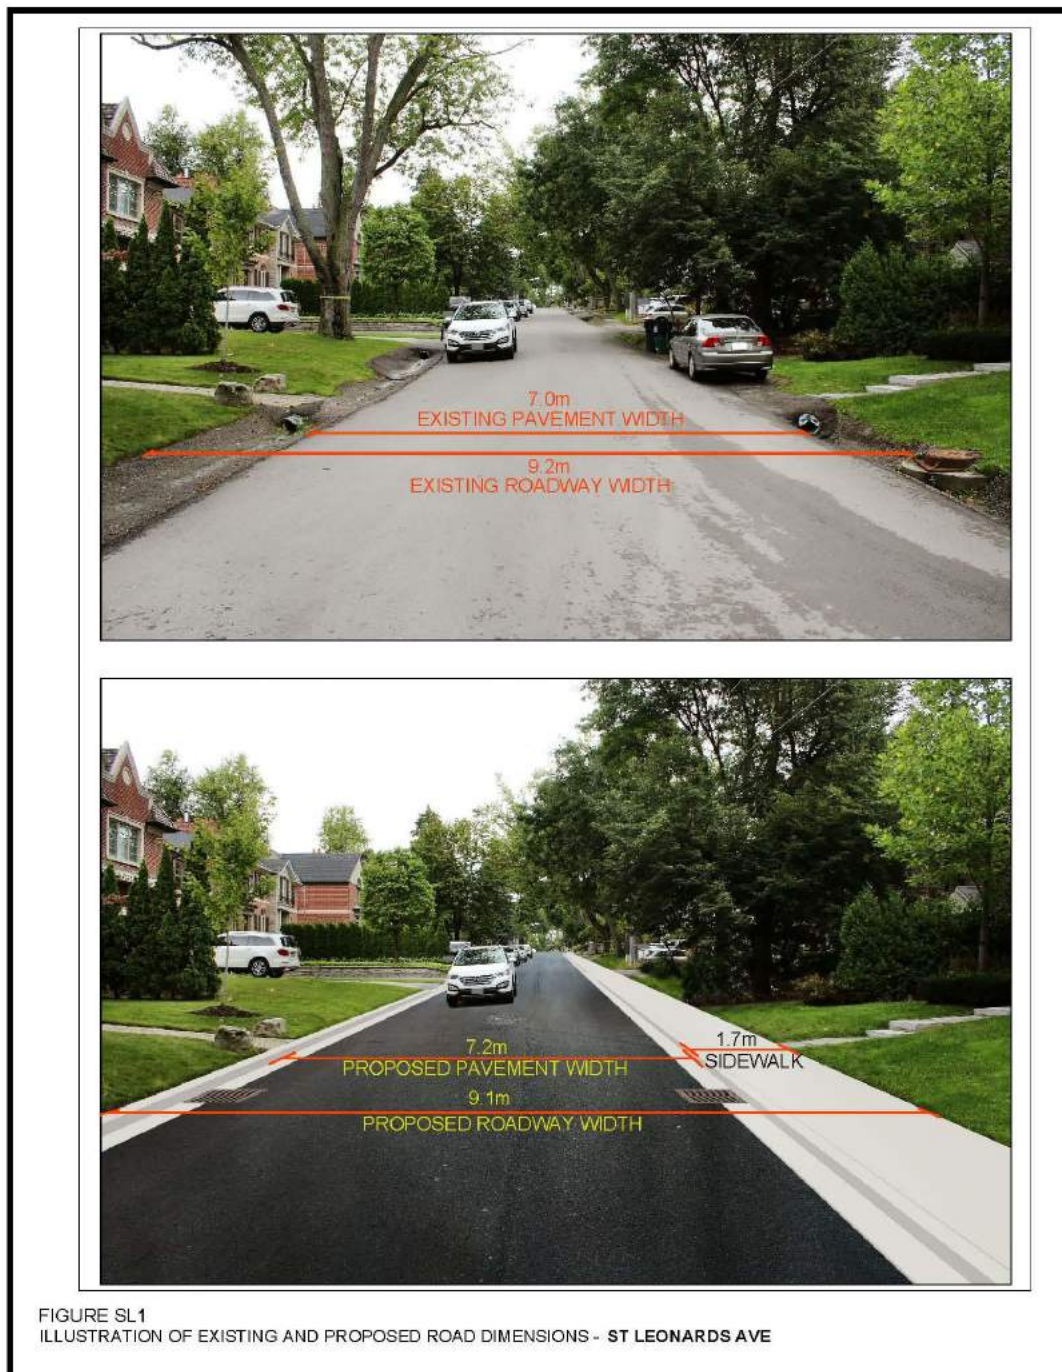 7.0m
EXISTING PAVEMENT WIDTH
9.2m
EXISTING ROADWAY WIDTH
7.2m
PROPOSED PAVEMENT WIDTH
1.7m
SIDEWALK
9.1m
PROPOSED ROADWAY WIDTH
FIGURE SL1
ILLUSTRATION OF EXISTING AND PROPOSED ROAD DIMENSIONS - ST LEONARDS AVE